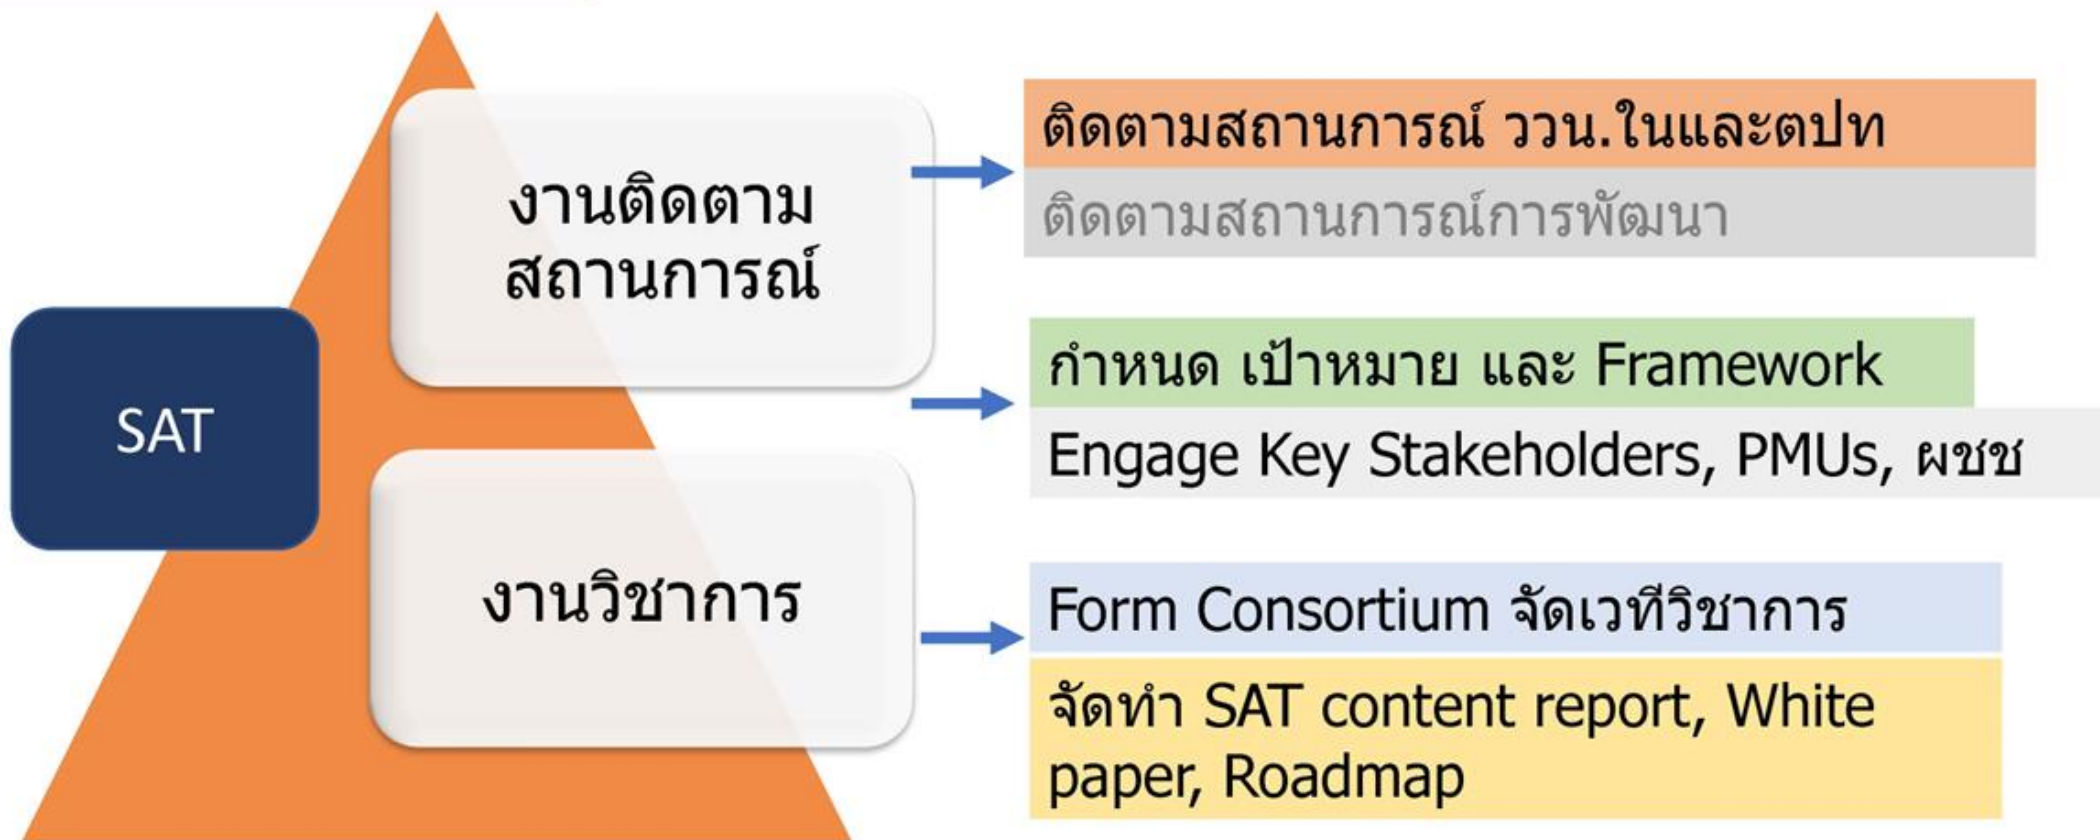 SAT
งานติดตาม
สถานการณ์
งานวิชาการ
ติดตามสถานการณ์ ววน.ในและตปท
ติดตามสถานการณ์การพัฒนา
กำหนด เป้าหมาย และ Framework
Engage Key Stakeholders, PMUs, ผชช
Form Consortium จัดเวทีวิชาการ
จัดทำ SAT content report, White
paper, Roadmap